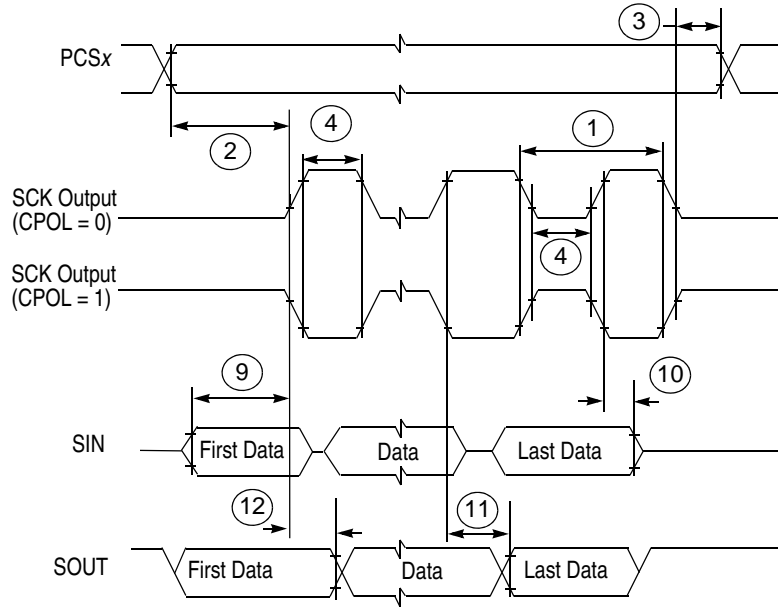 3
PCSx
2
4
1
SCK Output
(CPOL = 0)
4
SCK Output
(CPOL = 1)
9
10
SIN
First Data
Data
Last Data
12
11
SOUT
First Data
Data
Last Data